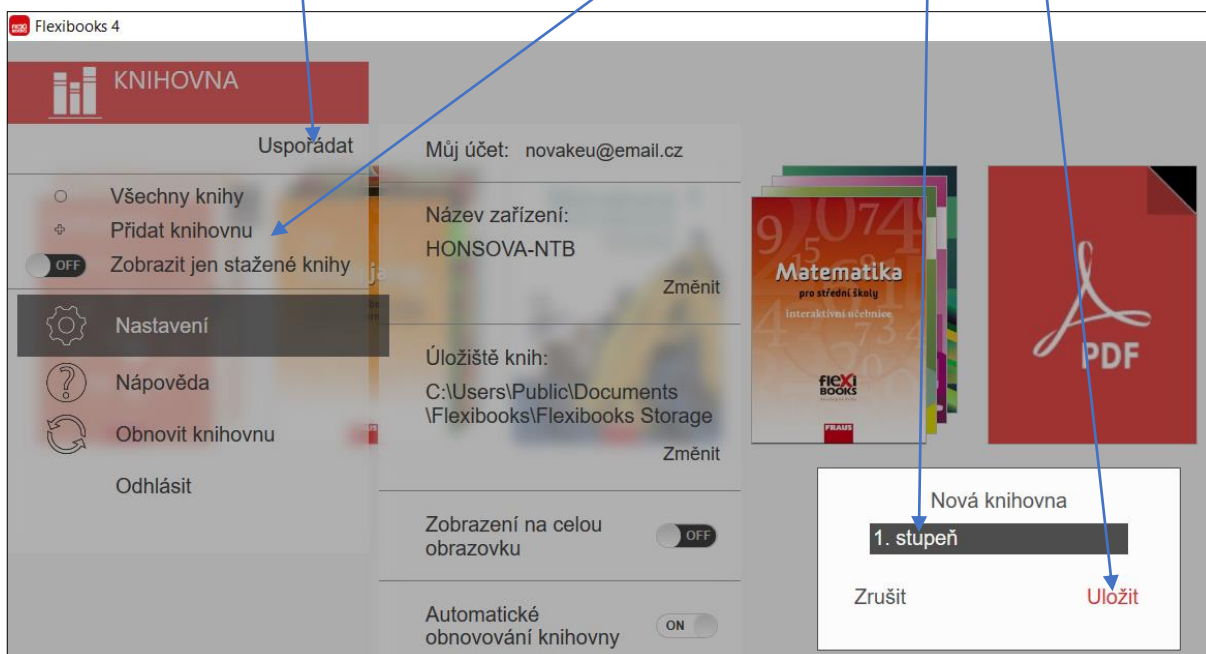 Flexibooks 4
KNIHOVNA
Uspořádat
Všechny knihy
Přidat knihovnu
OFF
Zobrazit jen stažené knihy
Nastavení
Nápověda
Obnovit knihovnu
Odhlásit
Můj účet: novakeu@email.cz
Název zařízení:
HONSOVA-NTB
Změnit
Úložiště knih:
C:\Users\Public\Documents
\Flexibooks\Flexibooks Storage
Změnit
Zobrazení na celou
obrazovku
OFF
Automatické
obnovování knihovny
ON
Matematika
pro střední školy
interaktivní učebnice
flexi
BOOKS
FRAUS
PDF
Nová knihovna
1. stupeň
Zrušit
Uložit